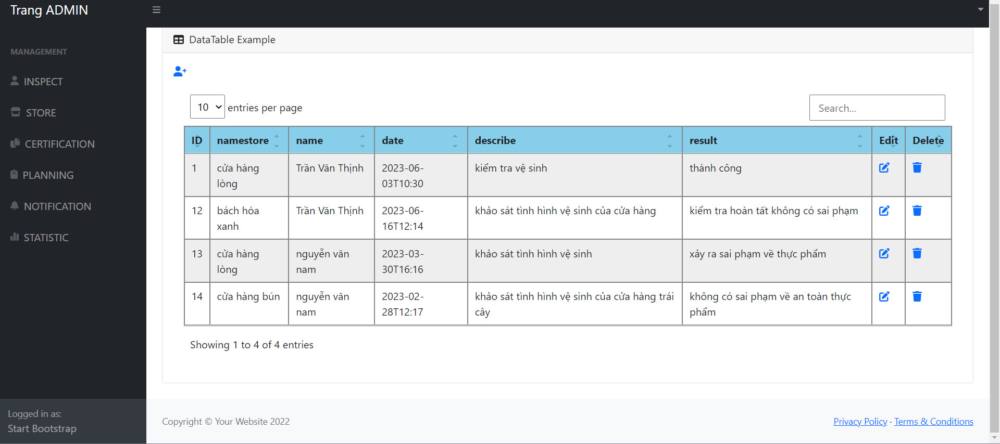 Trang ADMIN
MANAGEMENT
INSPECT
STORE
CERTIFICATION
PLANNING
NOTIFICATION
STATISTIC
Logged in as:
Start Bootstrap
DataTable Example
10 entries per page
Search...
ID namestore name date describe result Edit Delete
1 cửa hàng Trần Văn Thịnh 2023-06- kiểm tra vệ sinh thành công
lòng 03T10:30
12 bách hóa Trần Văn Thịnh 2023-06- khảo sát tình hình vệ sinh của cửa hàng kiểm tra hoàn tất không có sai phạm
xanh 16T12:14
13 cửa hàng nguyễn văn 2023-03- khảo sát tình hình vệ sinh xảy ra sai phạm về thực phẩm
lòng nam 30T16:16
14 cửa hàng bún nguyễn văn 2023-02- khảo sát tình hình vệ sinh của cửa hàng trái không có sai phạm về an toàn thực
nam 28T12:17 cây phẩm
Showing 1 to 4 of 4 entries
Copyright © Your Website 2022
Privacy Policy · Terms & Conditions